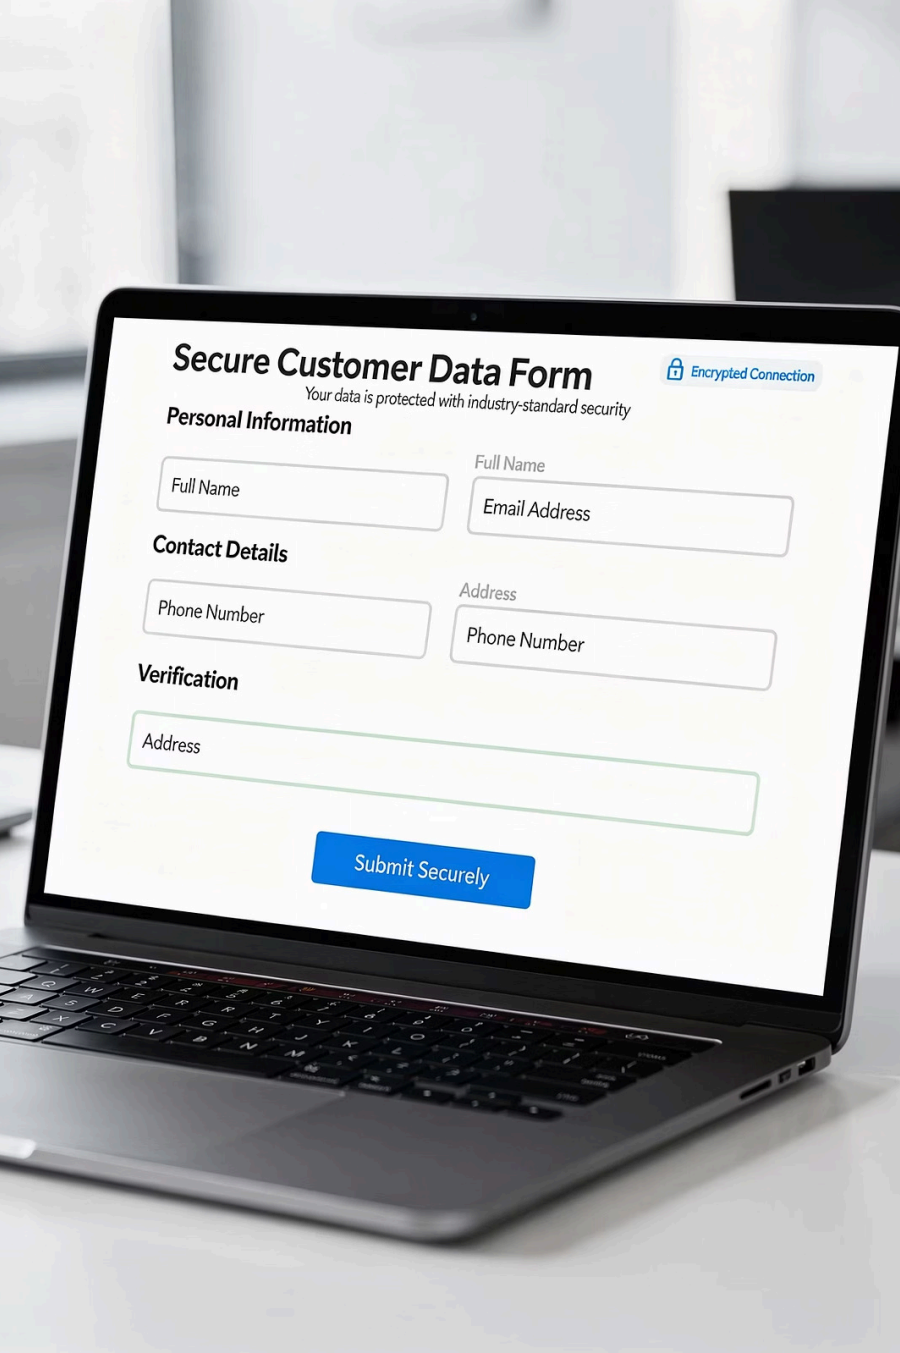 Secure Customer Data Form
Encrypted Connection
Your data is protected with industry-standard security
Personal Information
Full Name
Full Name
Email Address
Contact Details
Address
Phone Number
Phone Number
Verification
Address
Submit Securely
Q W E R T Y I O
A S D F G H J K L
C V B N M